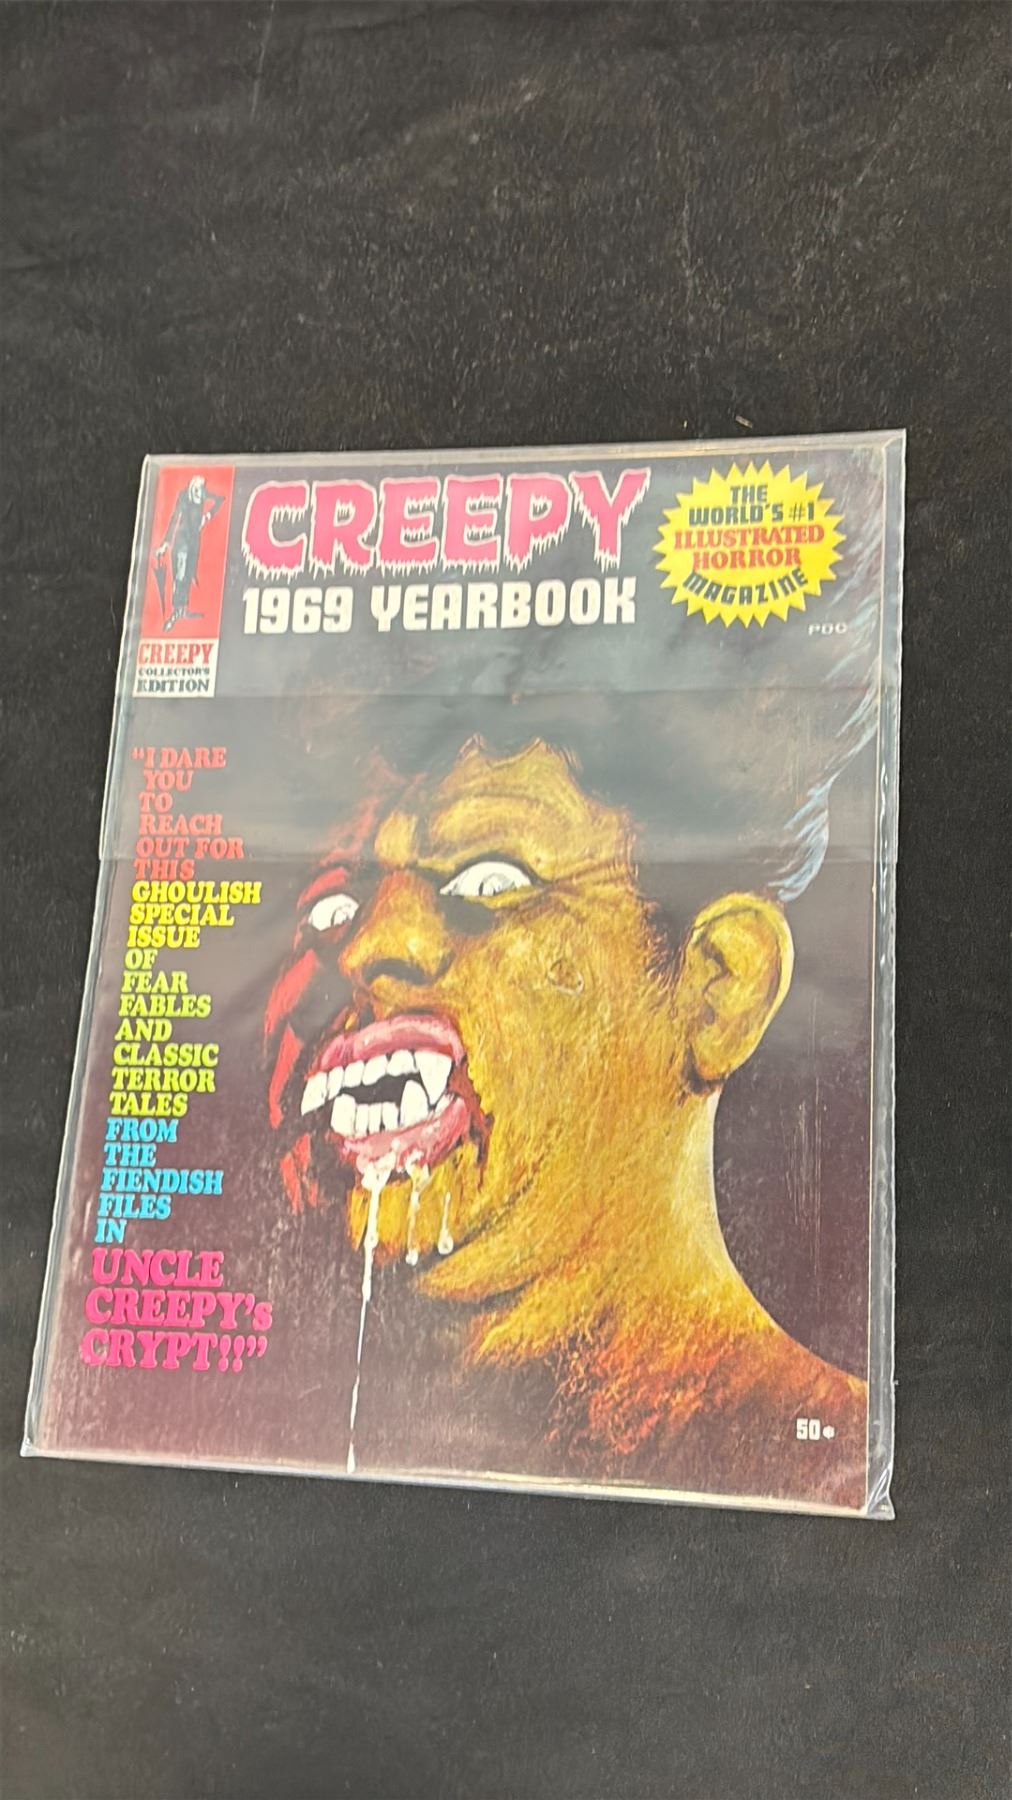 CREEPY
1969 YEARBOOK
THE
WORLD'S #1
ILLUSTRATED
HORROR
MAGAZINE
PDC
CREEPY
COLLECTOR'S
EDITION
"I DARE
YOU
TO
REACH
OUT FOR
THIS
GHOULISH
SPECIAL
ISSUE
OF
FEAR
FABLES
AND
CLASSIC
TERROR
TALES
FROM
THE
FIENDISH
FILES
IN
UNCLE
CREEPY's
CRYPT!!"
50¢